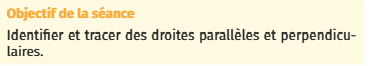 Objectif de la séance
Identifier et tracer des droites parallèles et perpendicu-
laires.